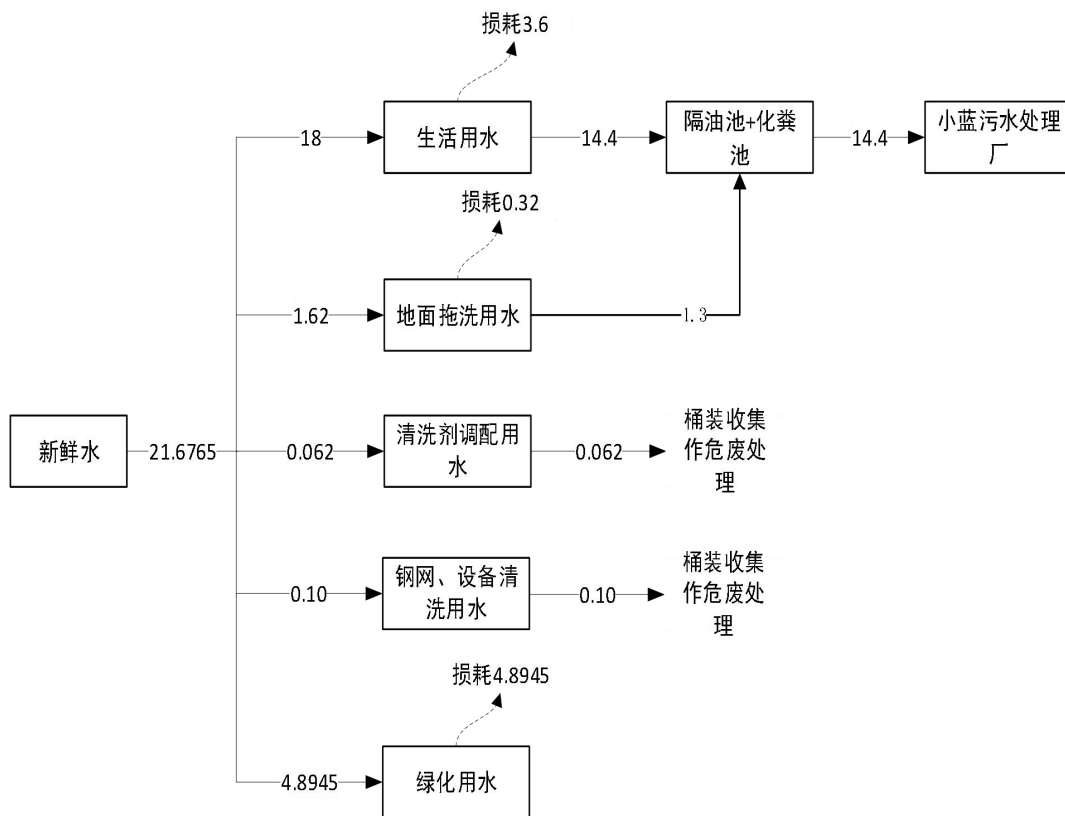 损耗3.6
18
生活用水
14.4
隔油池+化粪
池
14.4
小蓝污水处理
厂
损耗0.32
1.62
地面拖洗用水
1.3
新鲜水
21.6765
0.062
清洗剂调配用
水
0.062
桶装收集
作危废处
理
0.10
钢网、设备清
洗用水
0.10
桶装收集
作危废处
理
损耗4.8945
4.8945
绿化用水